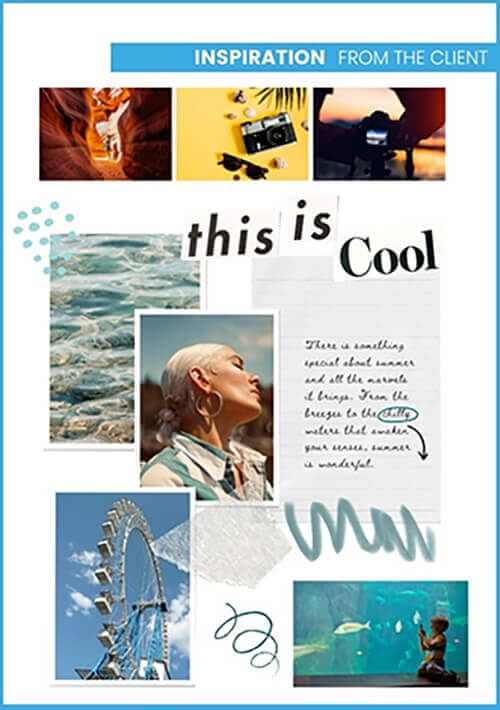 INSPIRATION FROM THE CLIENT
this is Cool
There is something
special about summer
and all the marvels
it brings. From the
breezes to the chilly
waters that awaken
your senses, summer
is wonderful.